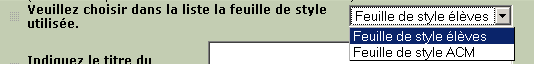 Veuillez choisir dans la liste la feuille de style
utilisée.
Feuille de style élèves
Feuille de style élèves
Feuille de style ACM
Indiquez le titre du